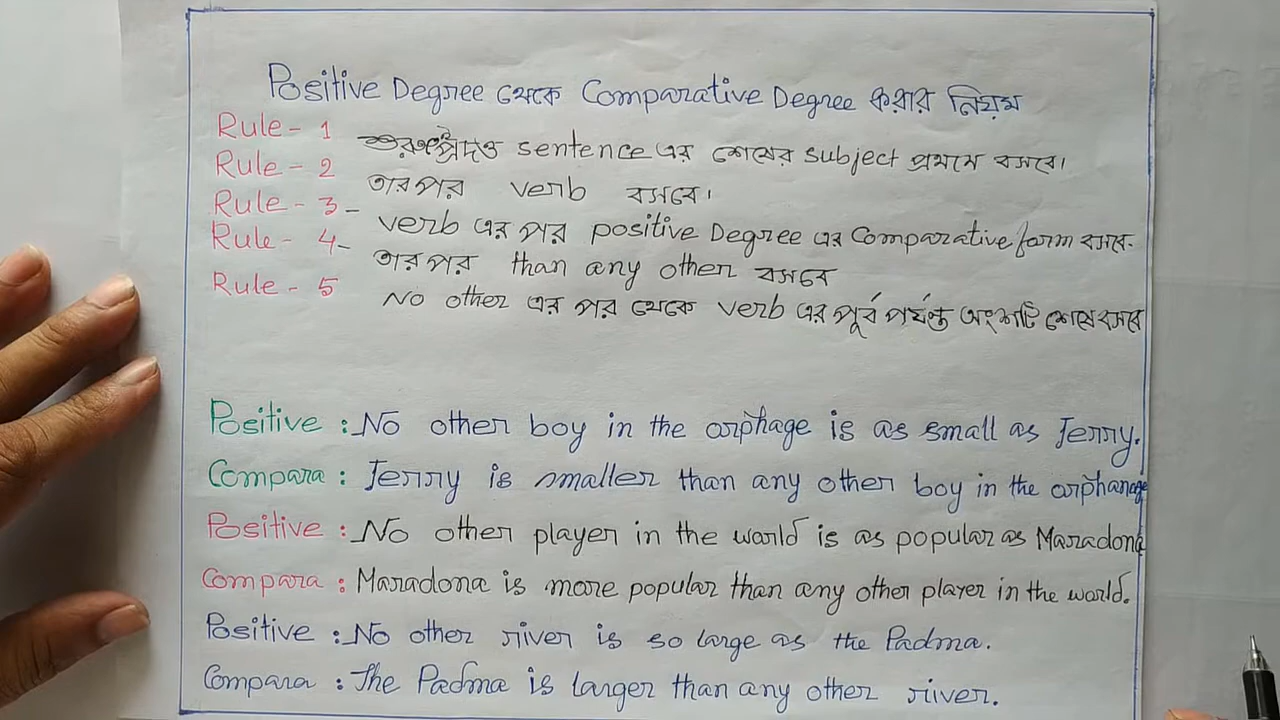 Positive Degree থেকে Comparative Degree করার নিয়ম
Rule - 1 প্রদত্ত sentence এর শেষের subject প্রথমে বসবে।
Rule - 2 তারপর verb বসবে।
Rule - 3 - verb এর পর positive Degree এর Comparative form বসবে-
Rule - 4 - তারপর than any other বসবে
Rule - 5 No other এর পর থেকে verb এর পূর্ব পর্যন্ত অংশটি শেষে বসবে
Positive : No other boy in the orphage is as small as Jerry.
Compara : Jerry is smaller than any other boy in the orphanage
Positive : No other player in the world is as popular as Maradona
Compara : Maradona is more popular than any other player in the world.
Positive : No other river is so large as the Padma.
Compara : The Padma is larger than any other river.